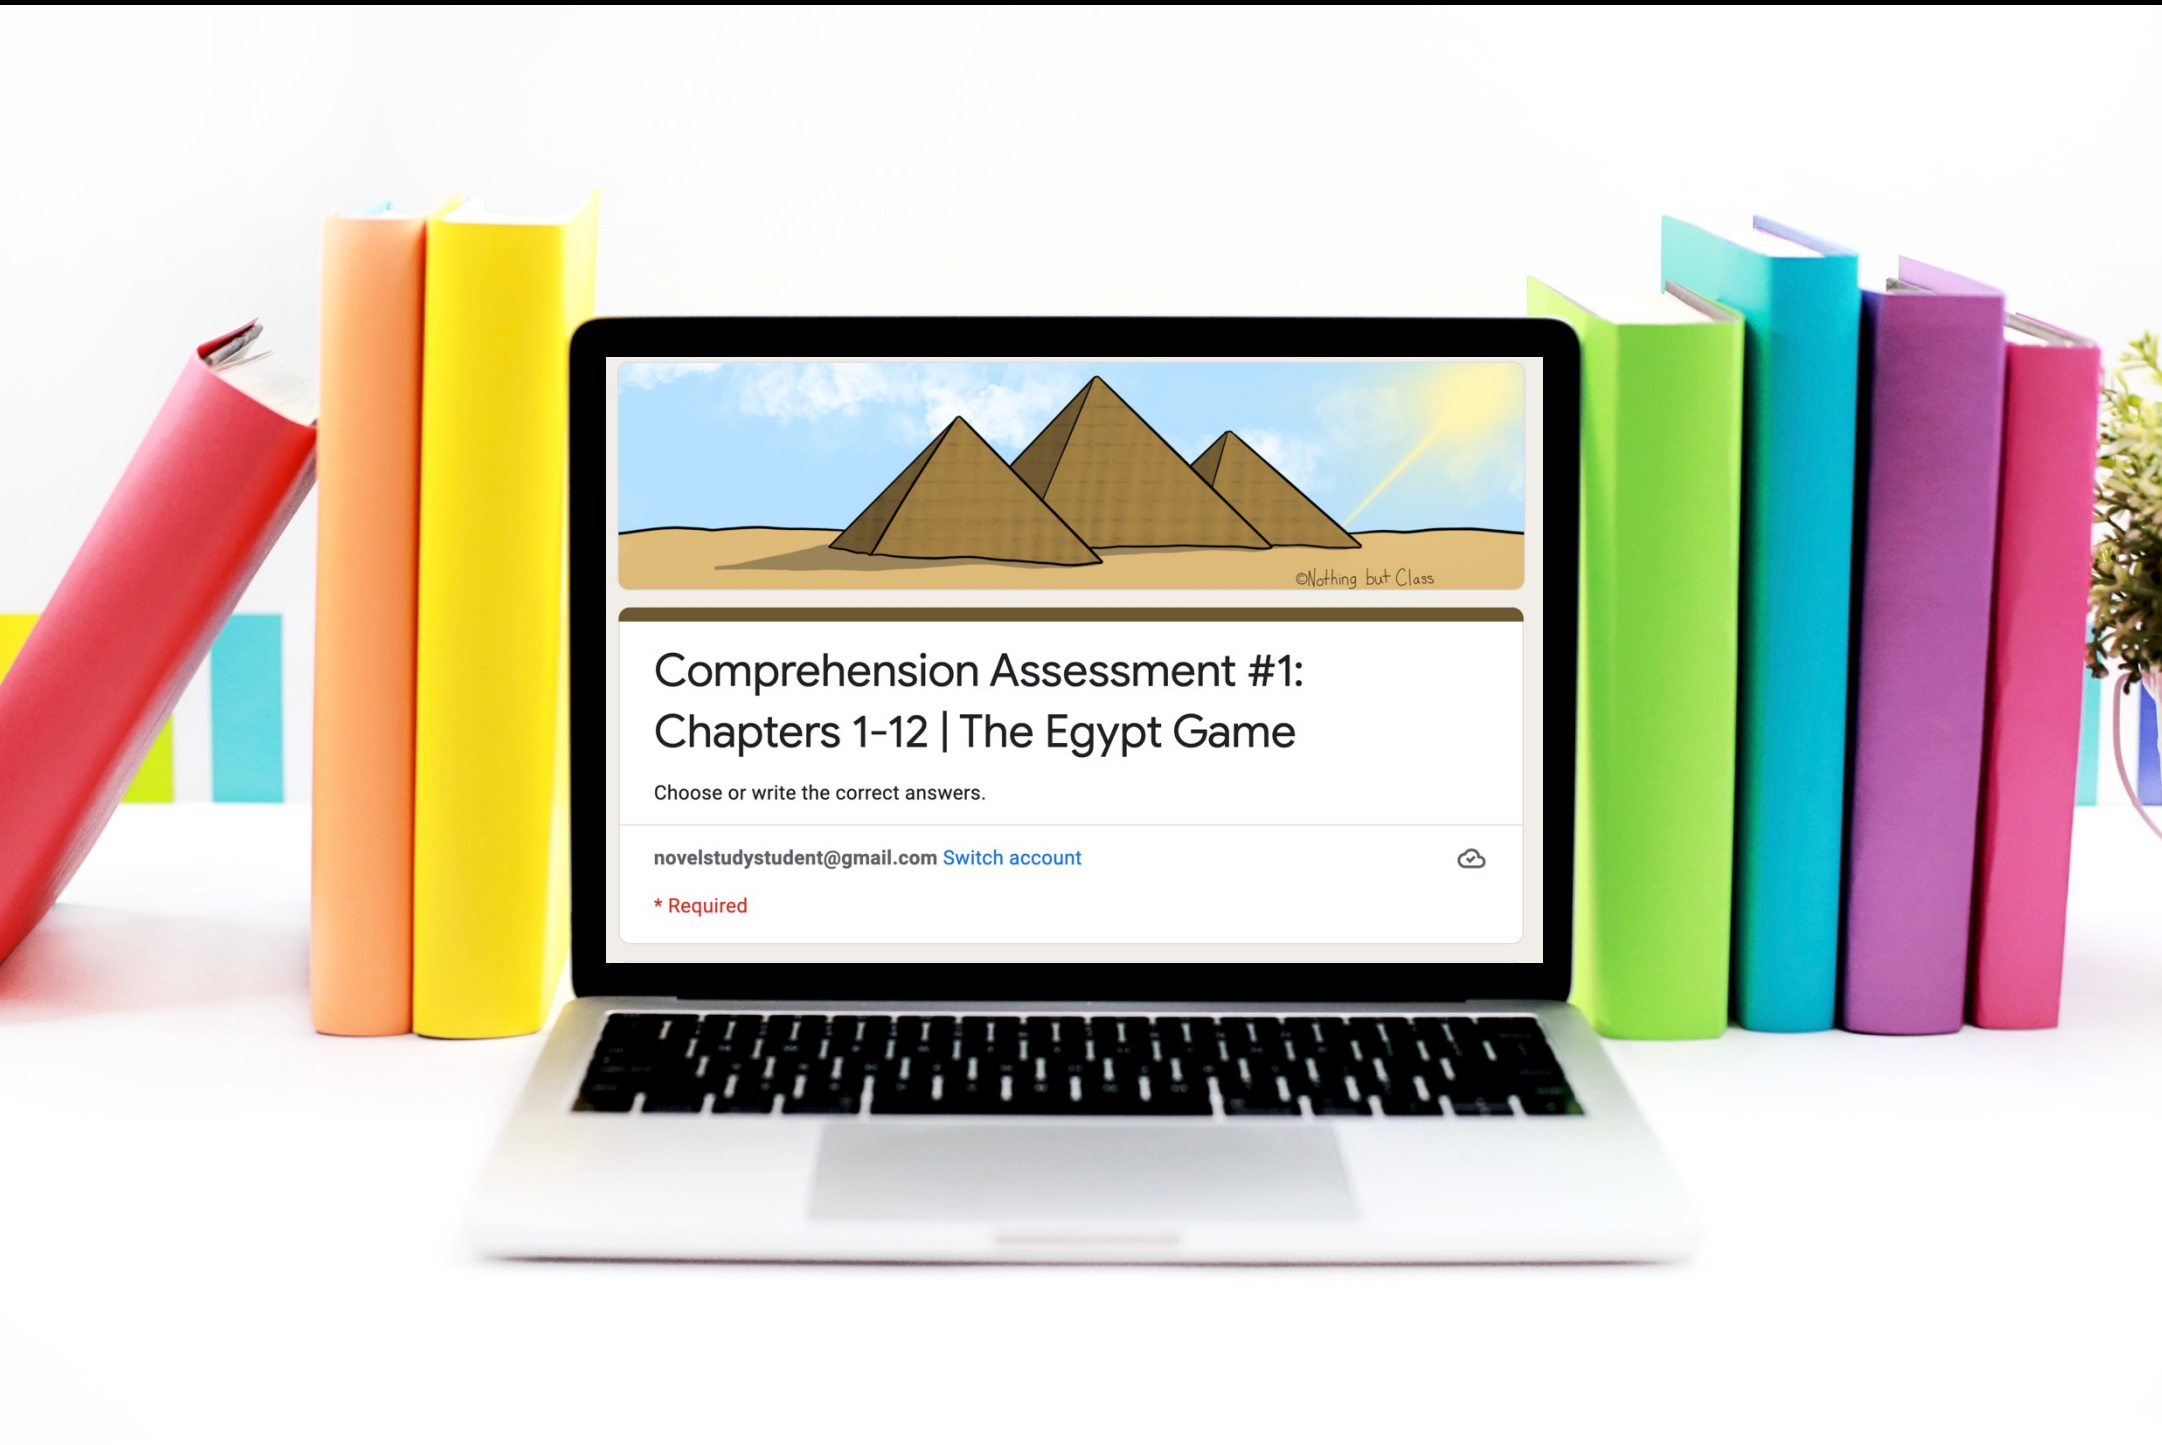 ©Nothing but Class
Comprehension Assessment #1:
Chapters 1-12 | The Egypt Game
Choose or write the correct answers.
novelstudystudent@gmail.com Switch account
* Required